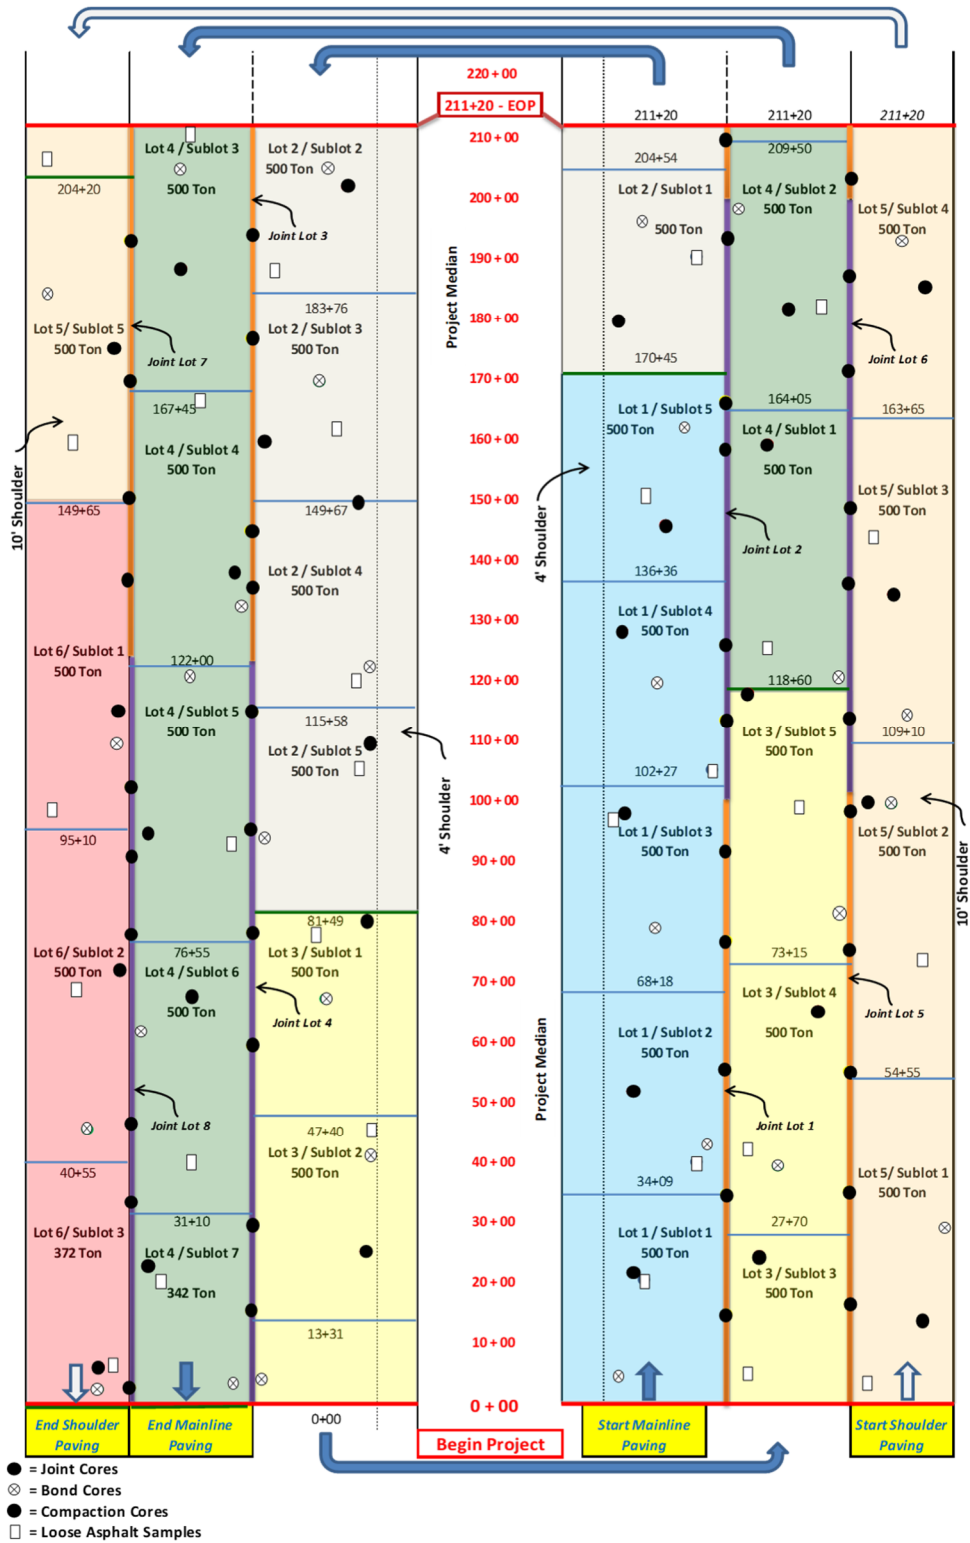 220 + 00
211+20 - EOP
211+20
211+20
211+20
210 + 00
200 + 00
190 + 00
180 + 00
170 + 00
160 + 00
150 + 00
140 + 00
130 + 00
120 + 00
110 + 00
100 + 00
90 + 00
80 + 00
70 + 00
60 + 00
50 + 00
40 + 00
30 + 00
20 + 00
10 + 00
0 + 00
Project Median
Project Median
204+20
Lot 5/ Sublot 5
500 Ton
10' Shoulder
149+65
Lot 6/ Sublot 1
500 Ton
95+10
Lot 6/ Sublot 2
500 Ton
40+55
Lot 6/ Sublot 3
372 Ton
Lot 4 / Sublot 3
500 Ton
Joint Lot 7
167+45
Lot 4 / Sublot 4
500 Ton
122+00
Lot 4 / Sublot 5
500 Ton
76+55
Lot 4 / Sublot 6
500 Ton
Joint Lot 8
31+10
Lot 4 / Sublot 7
342 Ton
Lot 2 / Sublot 2
500 Ton
Joint Lot 3
183+76
Lot 2 / Sublot 3
500 Ton
149+67
Lot 2 / Sublot 4
500 Ton
115+58
Lot 2 / Sublot 5
500 Ton
4' Shoulder
81+49
Lot 3 / Sublot 1
500 Ton
Joint Lot 4
47+40
Lot 3 / Sublot 2
500 Ton
13+31
0+00
204+54
Lot 2 / Sublot 1
500 Ton
170+45
Lot 1 / Sublot 5
500 Ton
4' Shoulder
136+36
Lot 1 / Sublot 4
500 Ton
102+27
Lot 1 / Sublot 3
500 Ton
68+18
Lot 1 / Sublot 2
500 Ton
34+09
Lot 1 / Sublot 1
500 Ton
209+50
Lot 4 / Sublot 2
500 Ton
164+05
Lot 4 / Sublot 1
500 Ton
Joint Lot 2
118+60
Lot 3 / Sublot 5
500 Ton
73+15
Lot 3 / Sublot 4
500 Ton
Joint Lot 1
27+70
Lot 3 / Sublot 3
500 Ton
Lot 5/ Sublot 4
500 Ton
Joint Lot 6
163+65
Lot 5/ Sublot 3
500 Ton
109+10
Lot 5/ Sublot 2
500 Ton
10' Shoulder
Joint Lot 5
54+55
Lot 5/ Sublot 1
500 Ton
End Shoulder
Paving
End Mainline
Paving
Begin Project
Start Mainline
Paving
Start Shoulder
Paving
= Joint Cores
= Bond Cores
= Compaction Cores
= Loose Asphalt Samples